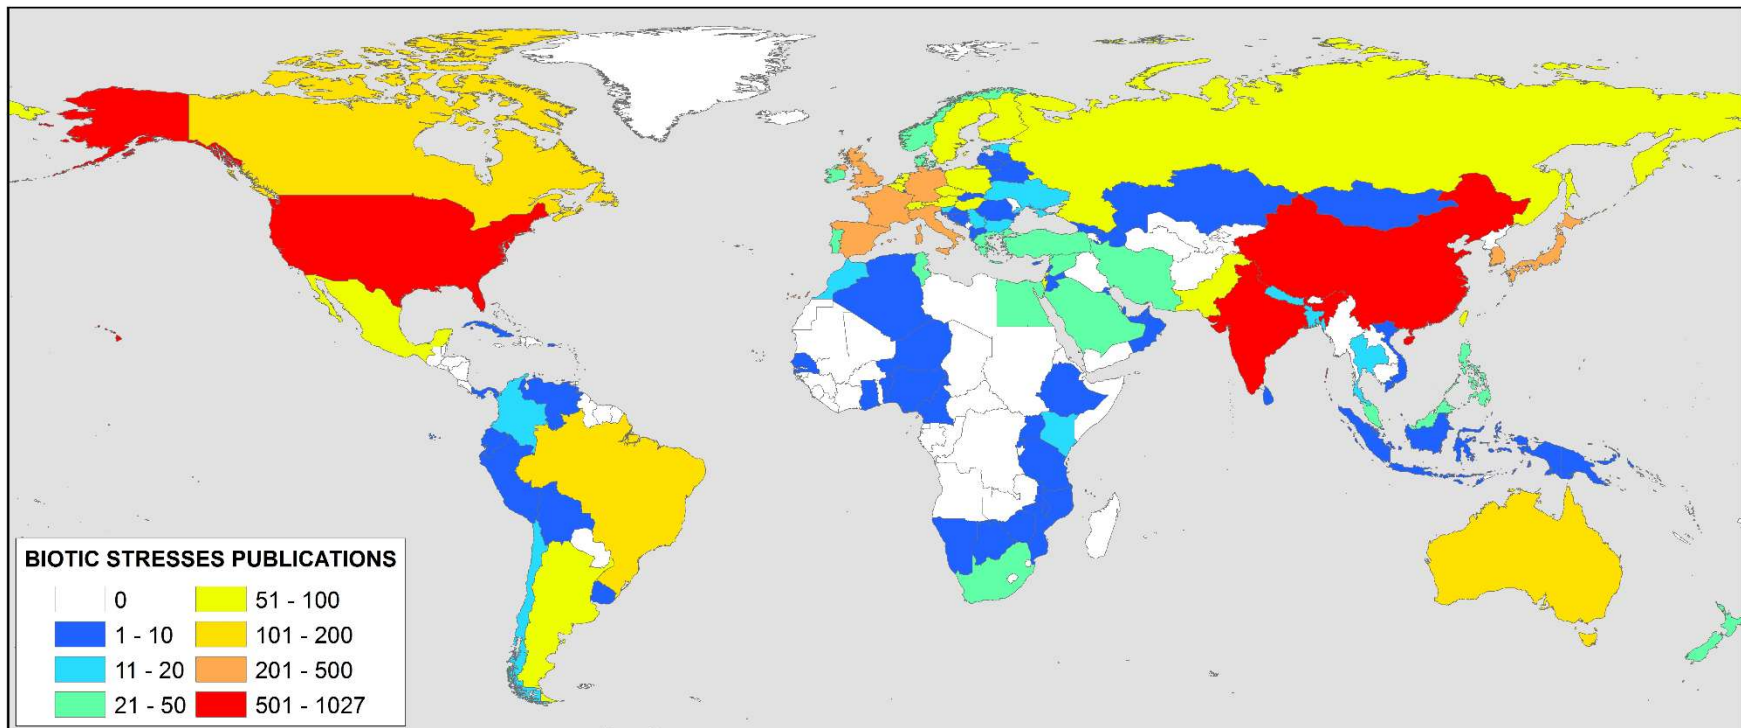 BIOTIC STRESSES PUBLICATIONS
0 51 - 100
1 - 10 101 - 200
11 - 20 201 - 500
21 - 50 501 - 1027